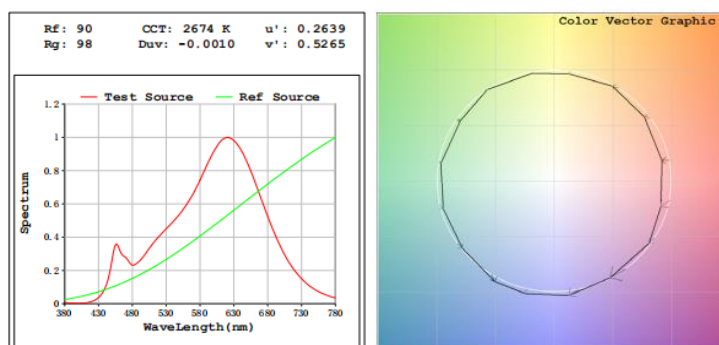 Rf: 90 CCT: 2674 K u': 0.2639
Rg: 98 Duv: -0.0010 v': 0.5265
Color Vector Graphic
Test Source Ref Source
Spectrum
1.2
1
0.8
0.6
0.4
0.2
0
380 430 480 530 580 630 680 730 780
WaveLength(nm)